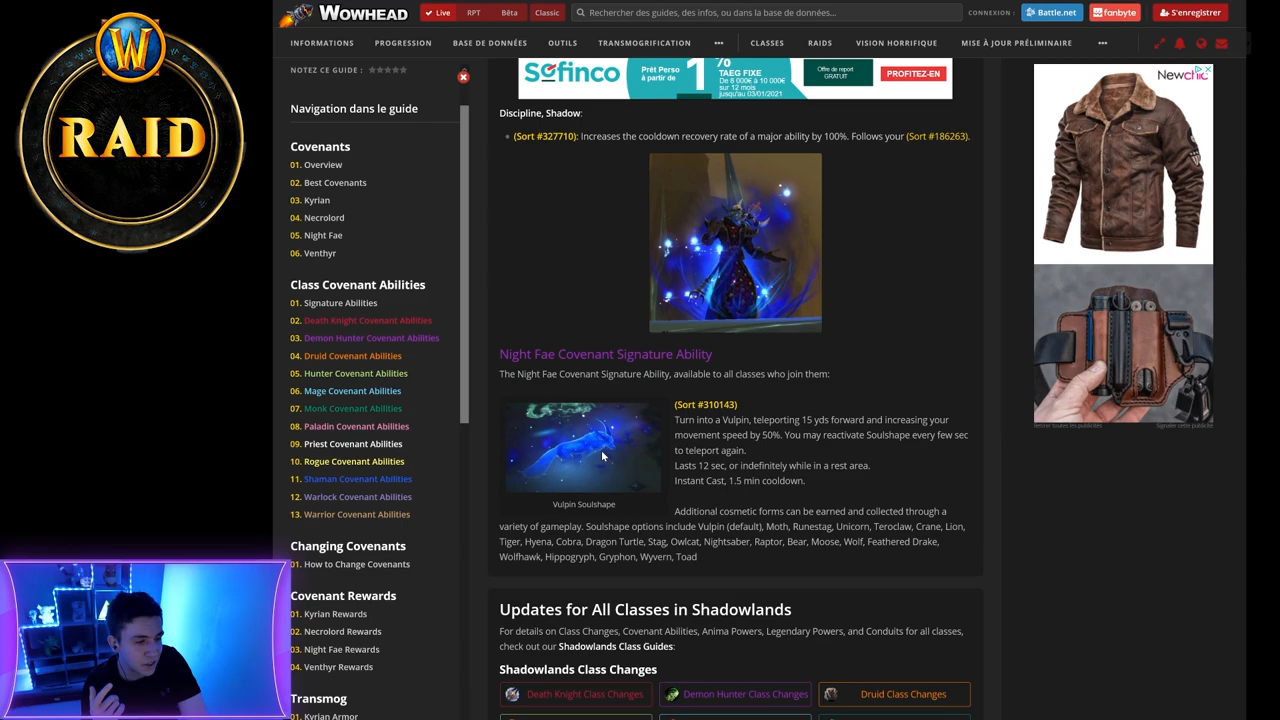 W
RAID
WOWHEAD
Live
RPT
Bêta
Classic
Rechercher des guides, des infos, ou dans la base de données...
CONNEXION :
Battle.net
fanbyte
S'enregistrer
INFORMATIONS
PROGRESSION
BASE DE DONNÉES
OUTILS
TRANSMOGRIFICATION
•••
CLASSES
RAIDS
VISION HORRIFIQUE
MISE À JOUR PRÉLIMINAIRE
•••
NOTEZ CE GUIDE :
Navigation dans le guide
Covenants
01. Overview
02. Best Covenants
03. Kyrian
04. Necrolord
05. Night Fae
06. Venthyr
Class Covenant Abilities
01. Signature Abilities
02. Death Knight Covenant Abilities
03. Demon Hunter Covenant Abilities
04. Druid Covenant Abilities
05. Hunter Covenant Abilities
06. Mage Covenant Abilities
07. Monk Covenant Abilities
08. Paladin Covenant Abilities
09. Priest Covenant Abilities
10. Rogue Covenant Abilities
11. Shaman Covenant Abilities
12. Warlock Covenant Abilities
13. Warrior Covenant Abilities
Changing Covenants
01. How to Change Covenants
Covenant Rewards
01. Kyrian Rewards
02. Necrolord Rewards
03. Night Fae Rewards
04. Venthyr Rewards
Transmog
01. Kyrian Armor
Sofinco
Prêt Perso
à partir de
1%
TAEG FIXE
De 8 000€ à 10 000€
sur 12 mois
jusqu'au 03/01/2021
Offre de report
GRATUIT
PROFITEZ-EN
Discipline, Shadow:
• (Sort #327710): Increases the cooldown recovery rate of a major ability by 100%. Follows your (Sort #186263).
Night Fae Covenant Signature Ability
The Night Fae Covenant Signature Ability, available to all classes who join them:
(Sort #310143)
Turn into a Vulpin, teleporting 15 yds forward and increasing your
movement speed by 50%. You may reactivate Soulshape every few sec
to teleport again.
Lasts 12 sec, or indefinitely while in a rest area.
Instant Cast, 1.5 min cooldown.
Vulpin Soulshape
Additional cosmetic forms can be earned and collected through a
variety of gameplay. Soulshape options include Vulpin (default), Moth, Runestag, Unicorn, Teroclaw, Crane, Lion,
Tiger, Hyena, Cobra, Dragon Turtle, Stag, Owlcat, Nightsaber, Raptor, Bear, Moose, Wolf, Feathered Drake,
Wolfhawk, Hippogryph, Gryphon, Wyvern, Toad
Updates for All Classes in Shadowlands
For details on Class Changes, Covenant Abilities, Anima Powers, Legendary Powers, and Conduits for all classes,
check out our Shadowlands Class Guides:
Shadowlands Class Changes
Death Knight Class Changes
Demon Hunter Class Changes
Druid Class Changes
Newchic
Retirer toutes les publicités
Signaler cette publicité